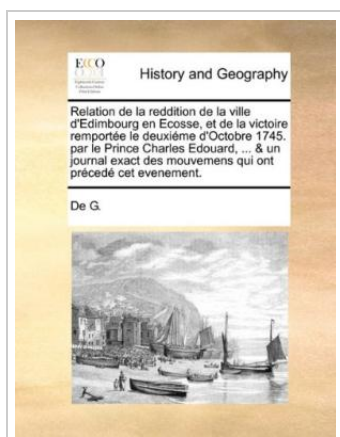 ECCO
History and Geography
Relation de la reddition de la ville
d'Edimbourg en Ecosse, et de la victoire
remportée le deuxiéme d'Octobre 1745.
par le Prince Charles Edouard, ... & un
journal exact des mouvemens qui ont
précedé cet evenement.
De G.